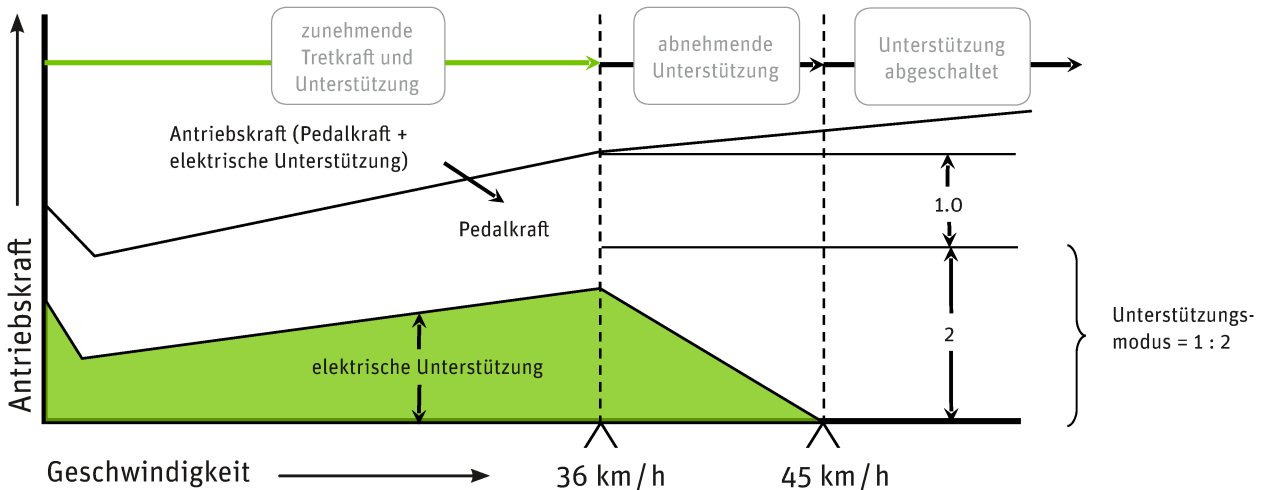 zunehmende
Tretkraft und
Unterstützung
abnehmende
Unterstützung
Unterstützung
abgeschaltet
Antriebskraft (Pedalkraft +
elektrische Unterstützung)
Pedalkraft
1.0
2
elektrische Unterstützung
Unterstützungs-
modus = 1 : 2
Antriebskraft
Geschwindigkeit
36 km / h
45 km / h